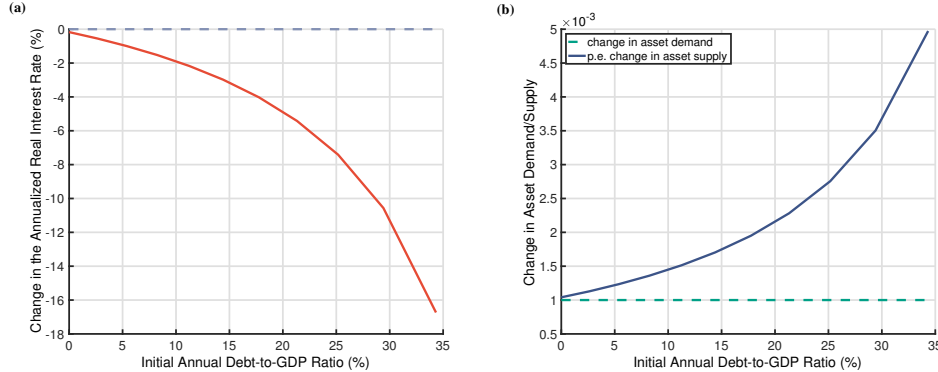 (a)
Change in the Annualized Real Interest Rate (%)
0
-2
-4
-6
-8
-10
-12
-14
-16
-18
0 5 10 15 20 25 30 35
Initial Annual Debt-to-GDP Ratio (%)
(b)
×10⁻³
Change in Asset Demand/Supply
5
4.5
4
3.5
3
2.5
2
1.5
1
0.5
change in asset demand
p.e. change in asset supply
0 5 10 15 20 25 30 35
Initial Annual Debt-to-GDP Ratio (%)